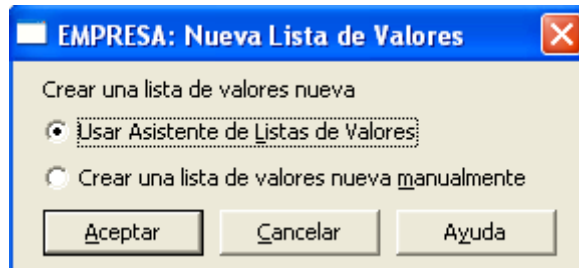 EMPRESA: Nueva Lista de Valores
Crear una lista de valores nueva
Usar Asistente de Listas de Valores
Crear una lista de valores nueva manualmente
Aceptar Cancelar Ayuda